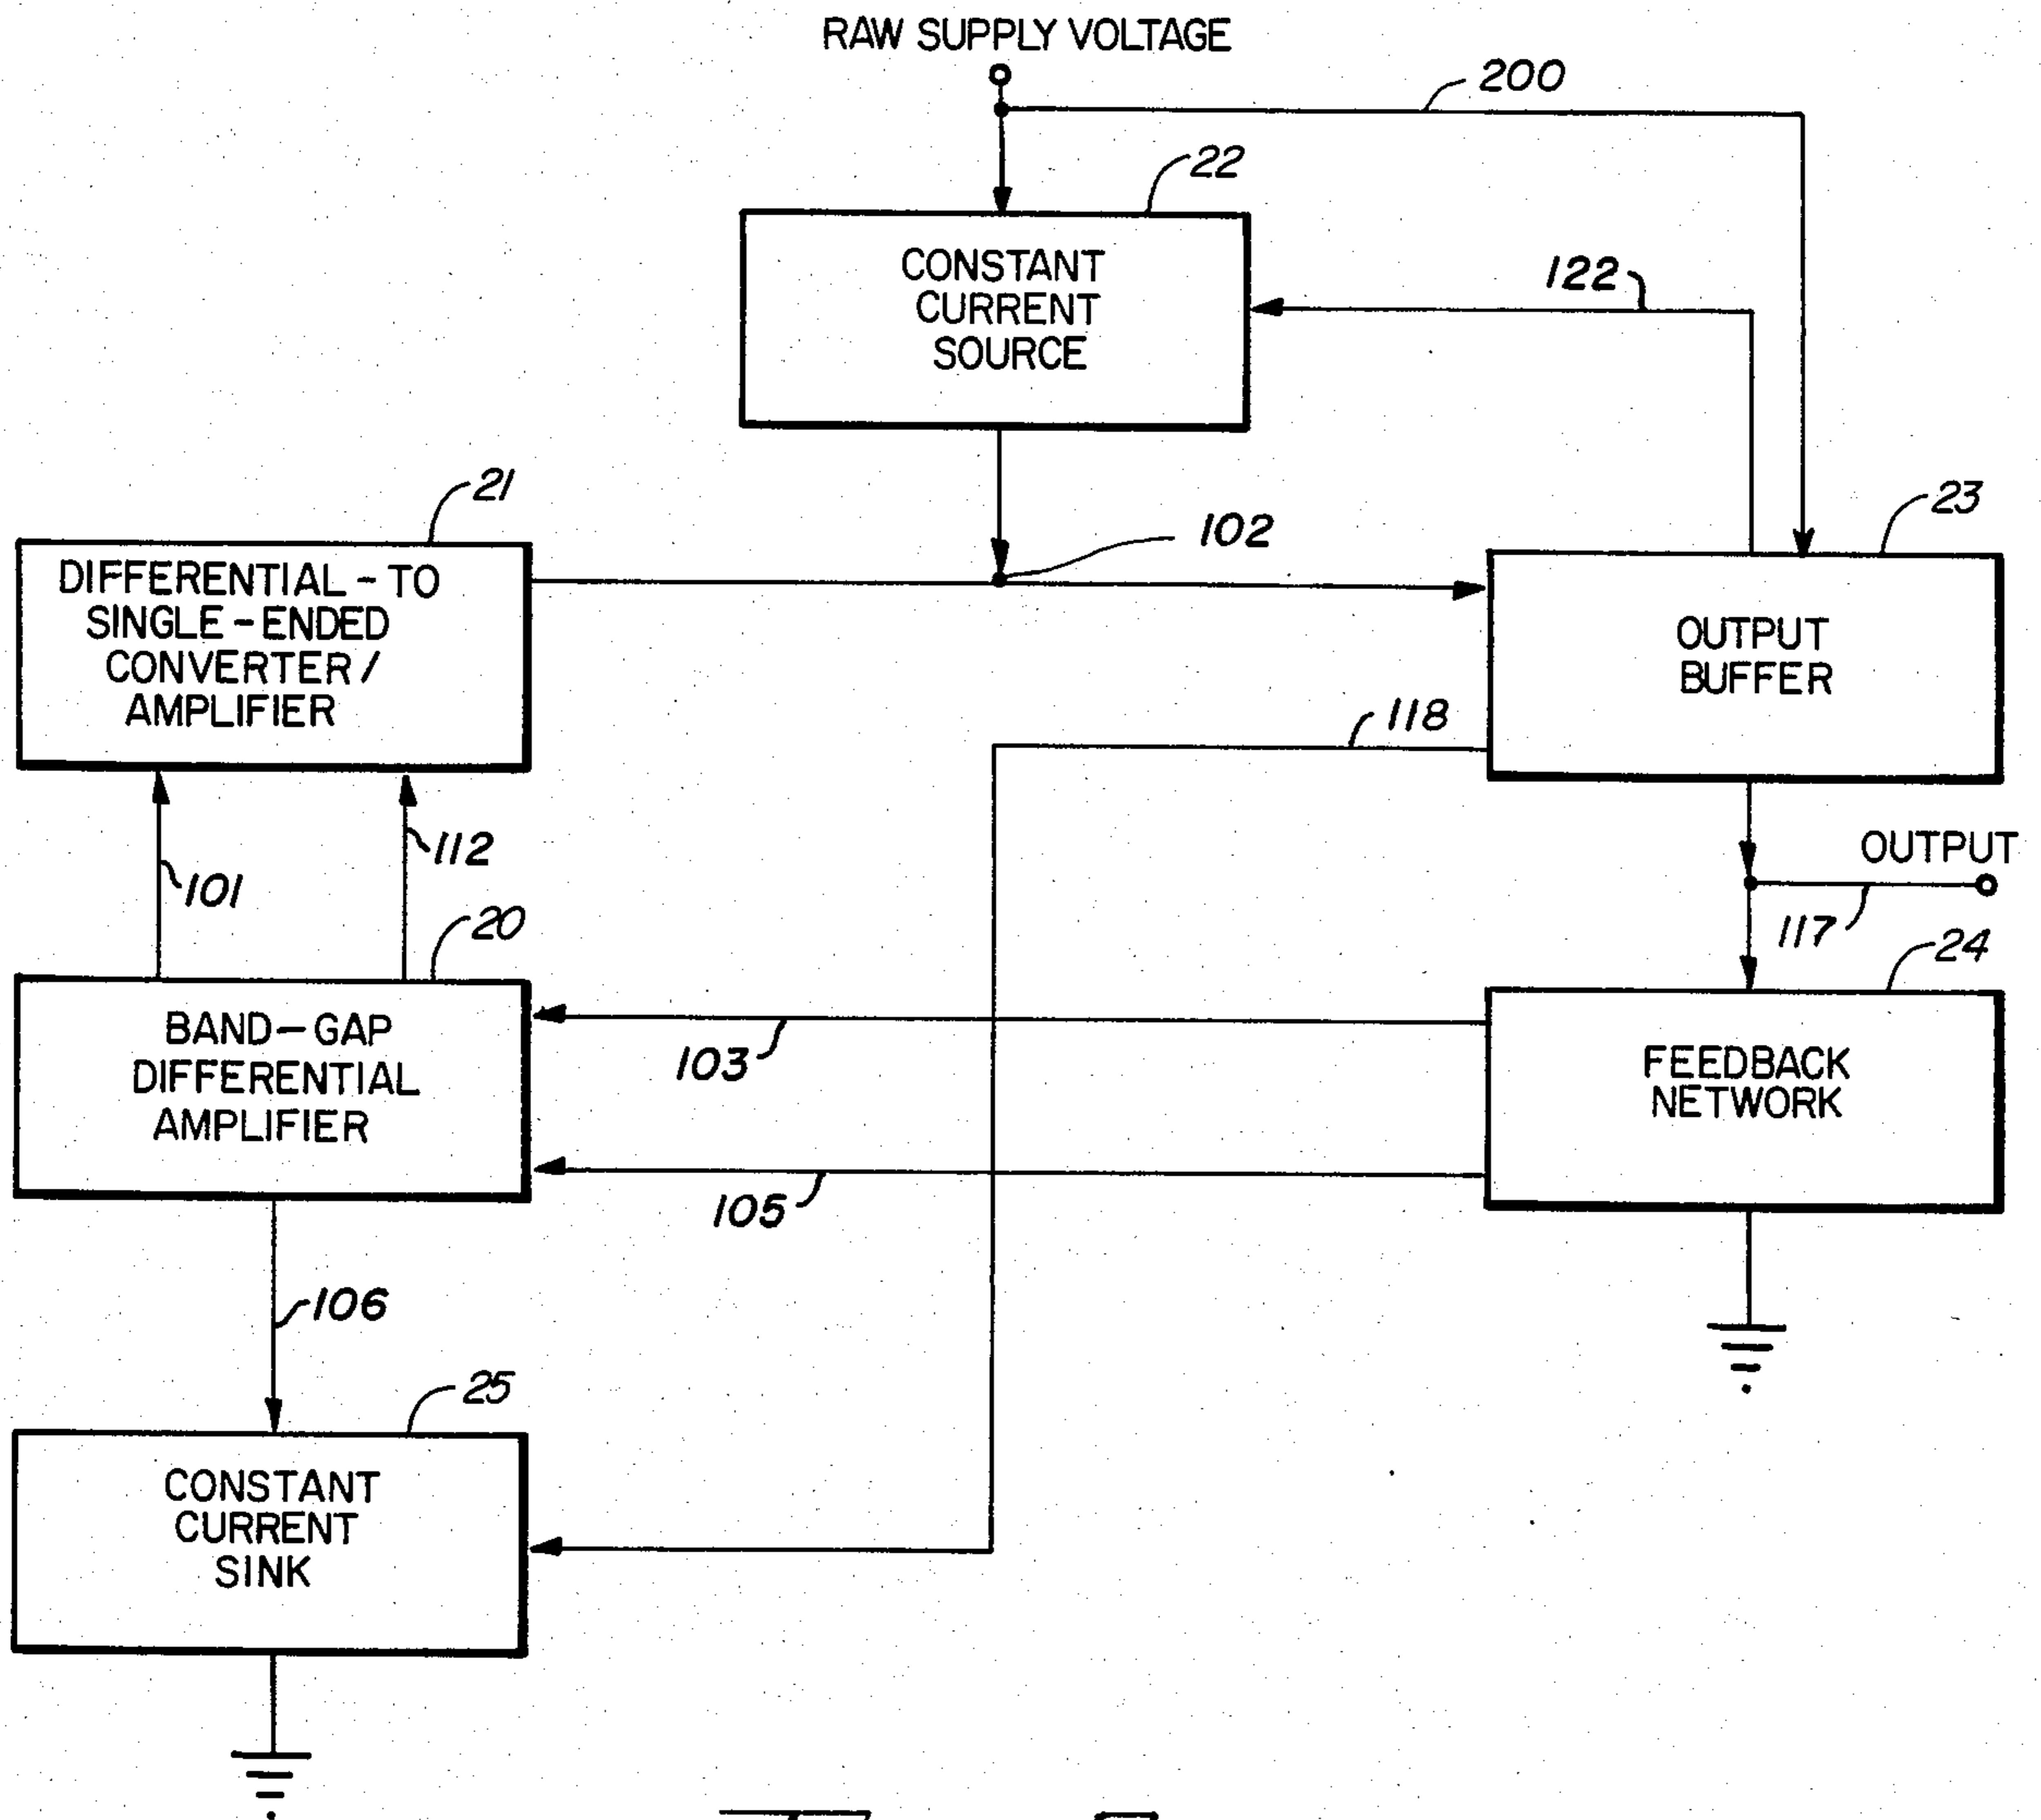 RAW SUPPLY VOLTAGE
200
22
CONSTANT
CURRENT
SOURCE
122
21
102
23
DIFFERENTIAL-TO
SINGLE-ENDED
CONVERTER/
AMPLIFIER
OUTPUT
BUFFER
118
101
112
OUTPUT
117
20
24
BAND-GAP
DIFFERENTIAL
AMPLIFIER
103
105
FEEDBACK
NETWORK
106
25
CONSTANT
CURRENT
SINK